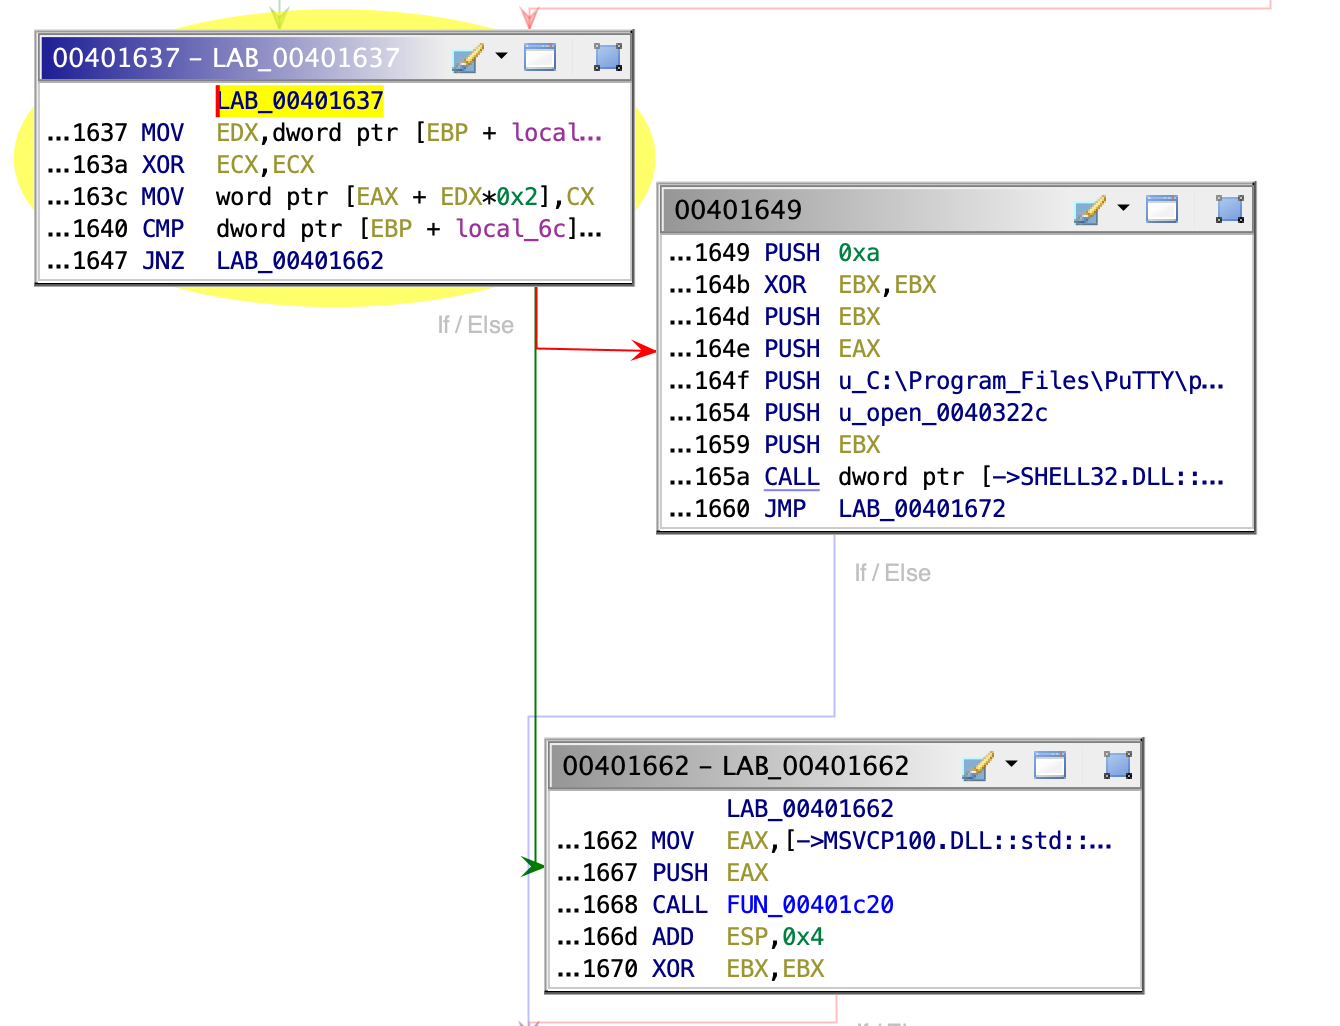 00401637 – LAB_00401637
LAB_00401637
...1637 MOV EDX,dword ptr [EBP + local...
...163a XOR ECX,ECX
...163c MOV word ptr [EAX + EDX*0x2],CX
...1640 CMP dword ptr [EBP + local_6c]...
...1647 JNZ LAB_00401662
If / Else
00401649
...1649 PUSH 0xa
...164b XOR EBX,EBX
...164d PUSH EBX
...164e PUSH EAX
...164f PUSH u_C:\Program_Files\PuTTY\p...
...1654 PUSH u_open_0040322c
...1659 PUSH EBX
...165a CALL dword ptr [->SHELL32.DLL::...
...1660 JMP LAB_00401672
If / Else
00401662 – LAB_00401662
LAB_00401662
...1662 MOV EAX,[->MSVCP100.DLL::std::...
...1667 PUSH EAX
...1668 CALL FUN_00401c20
...166d ADD ESP,0x4
...1670 XOR EBX,EBX